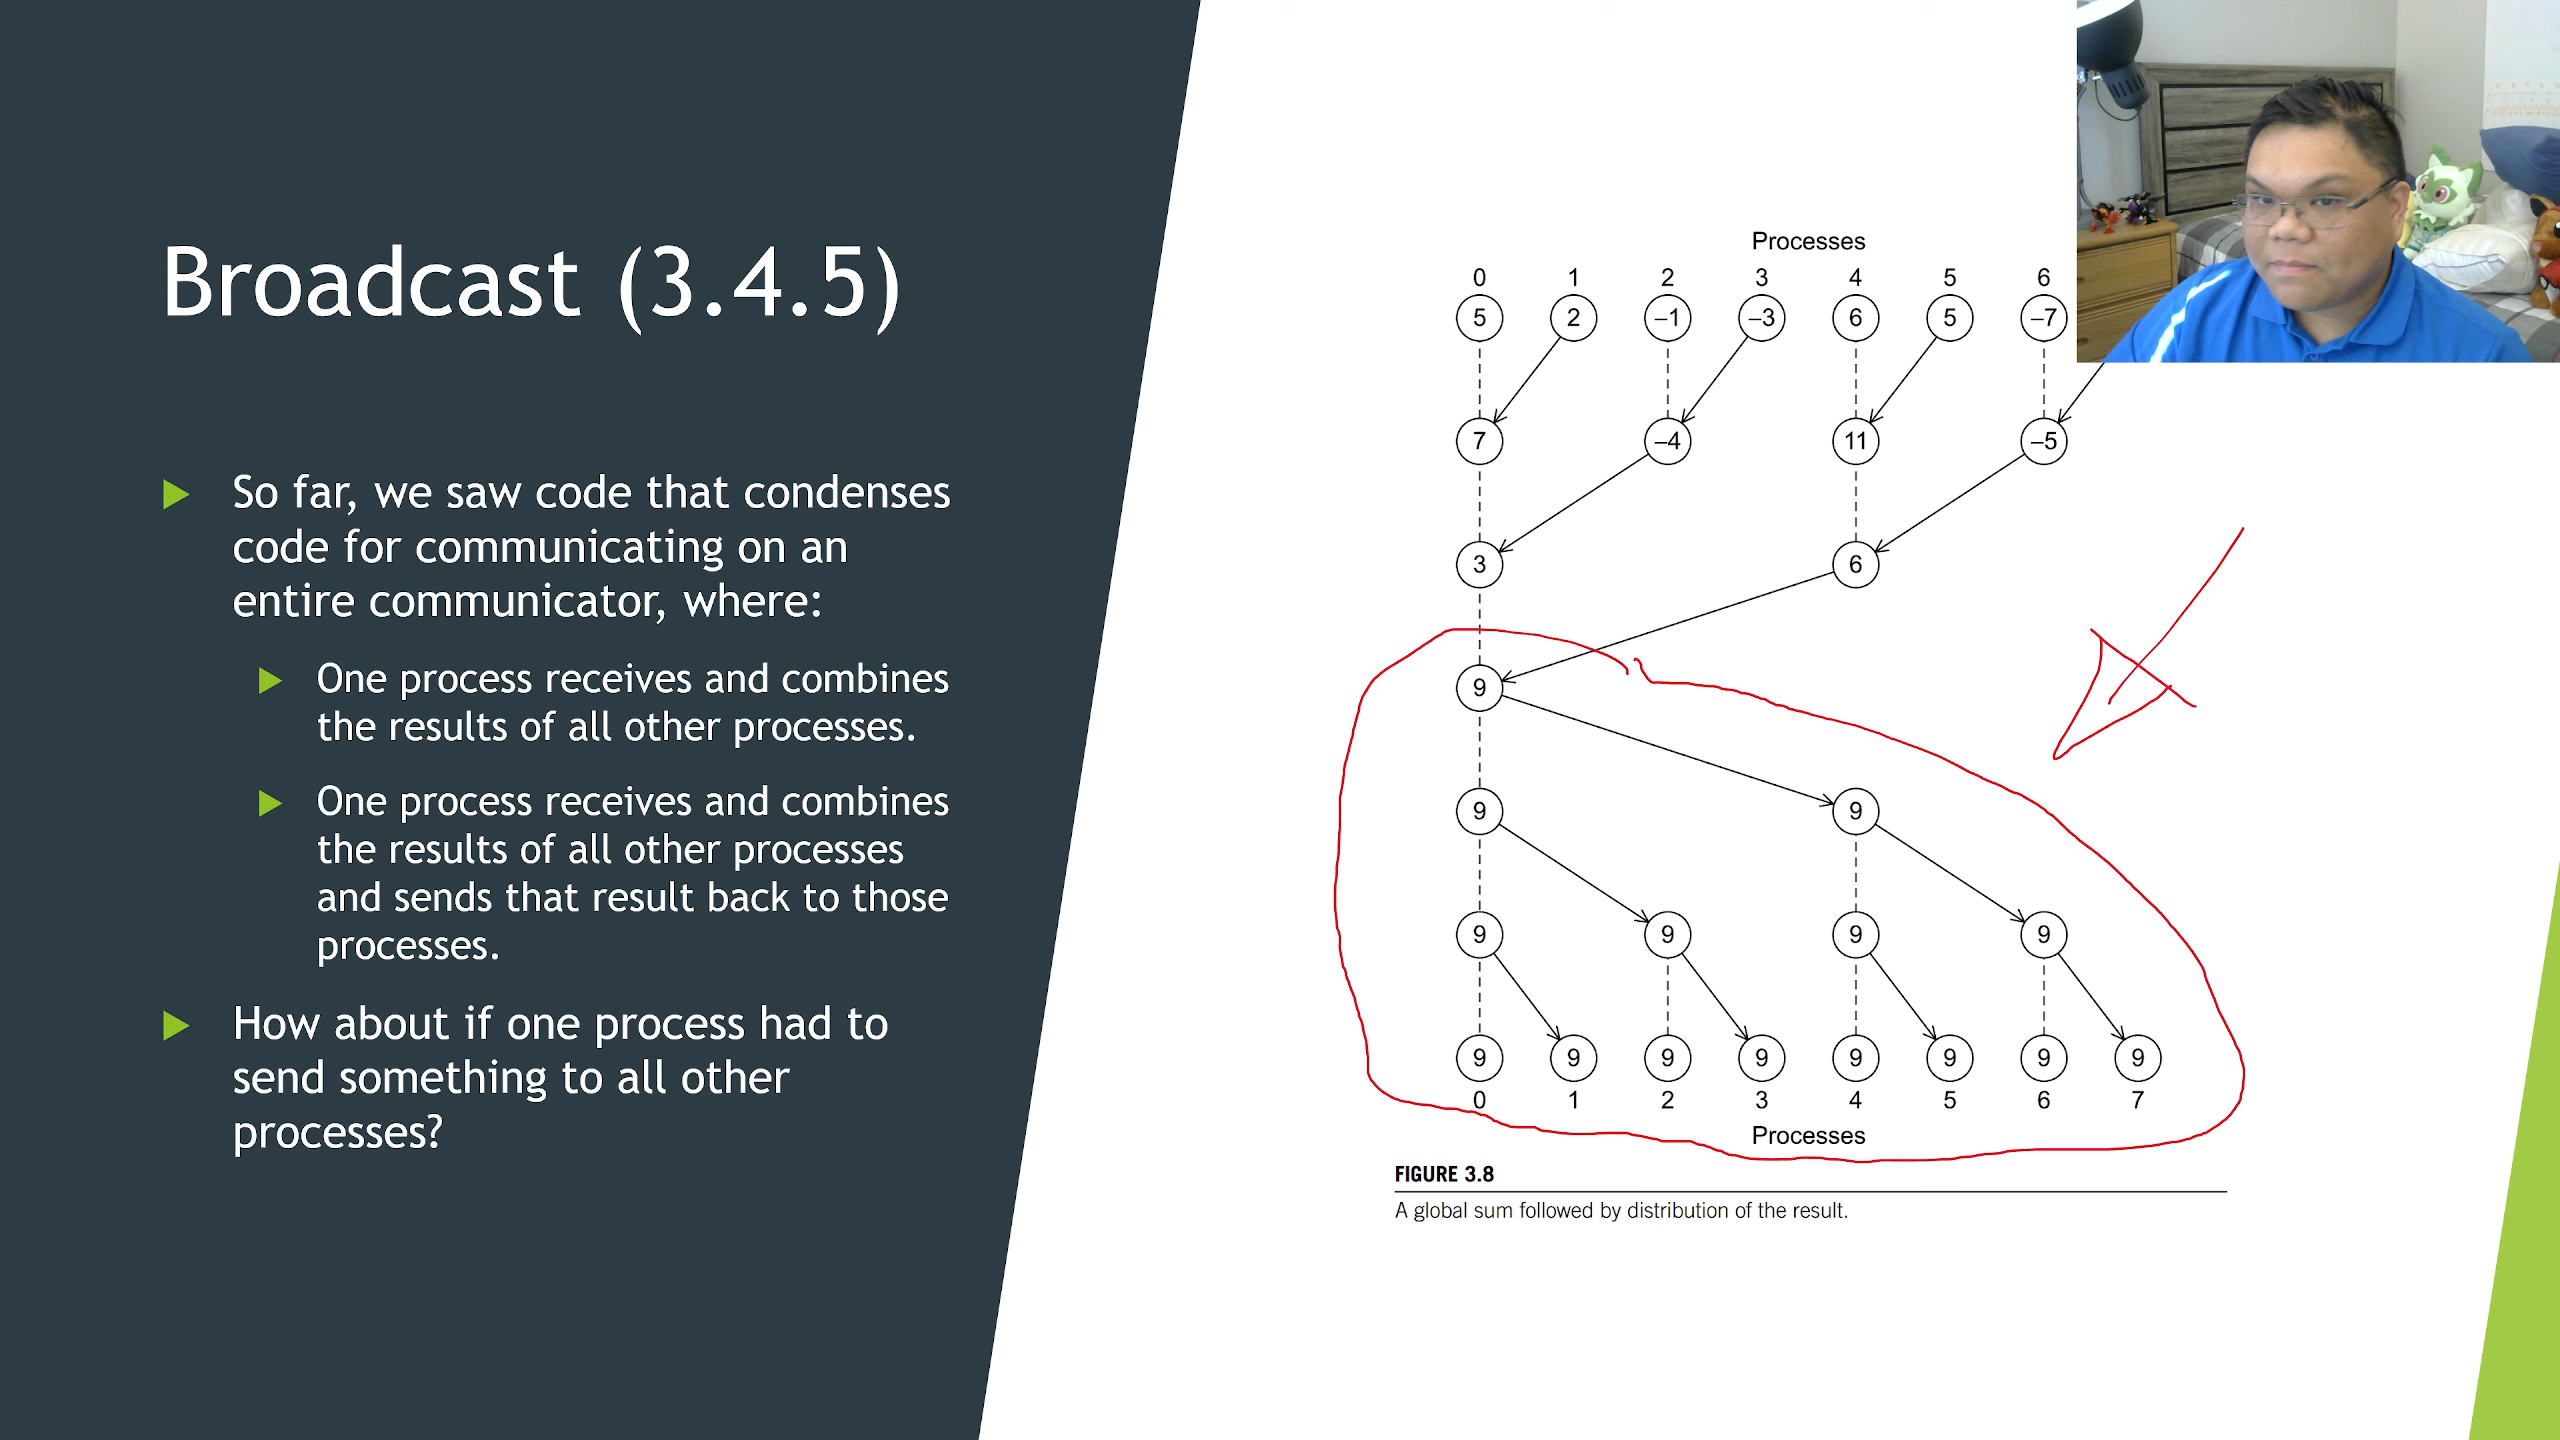 Broadcast (3.4.5)
So far, we saw code that condenses
code for communicating on an
entire communicator, where:
One process receives and combines
the results of all other processes.
One process receives and combines
the results of all other processes
and sends that result back to those
processes.
How about if one process had to
send something to all other
processes?
Processes
0 1 2 3 4 5 6
5 2 –1 –3 6 5 –7
7 –4 11 –5
3 6
9
9 9
9 9 9 9
9 9 9 9 9 9 9 9
0 1 2 3 4 5 6 7
Processes
FIGURE 3.8
A global sum followed by distribution of the result.